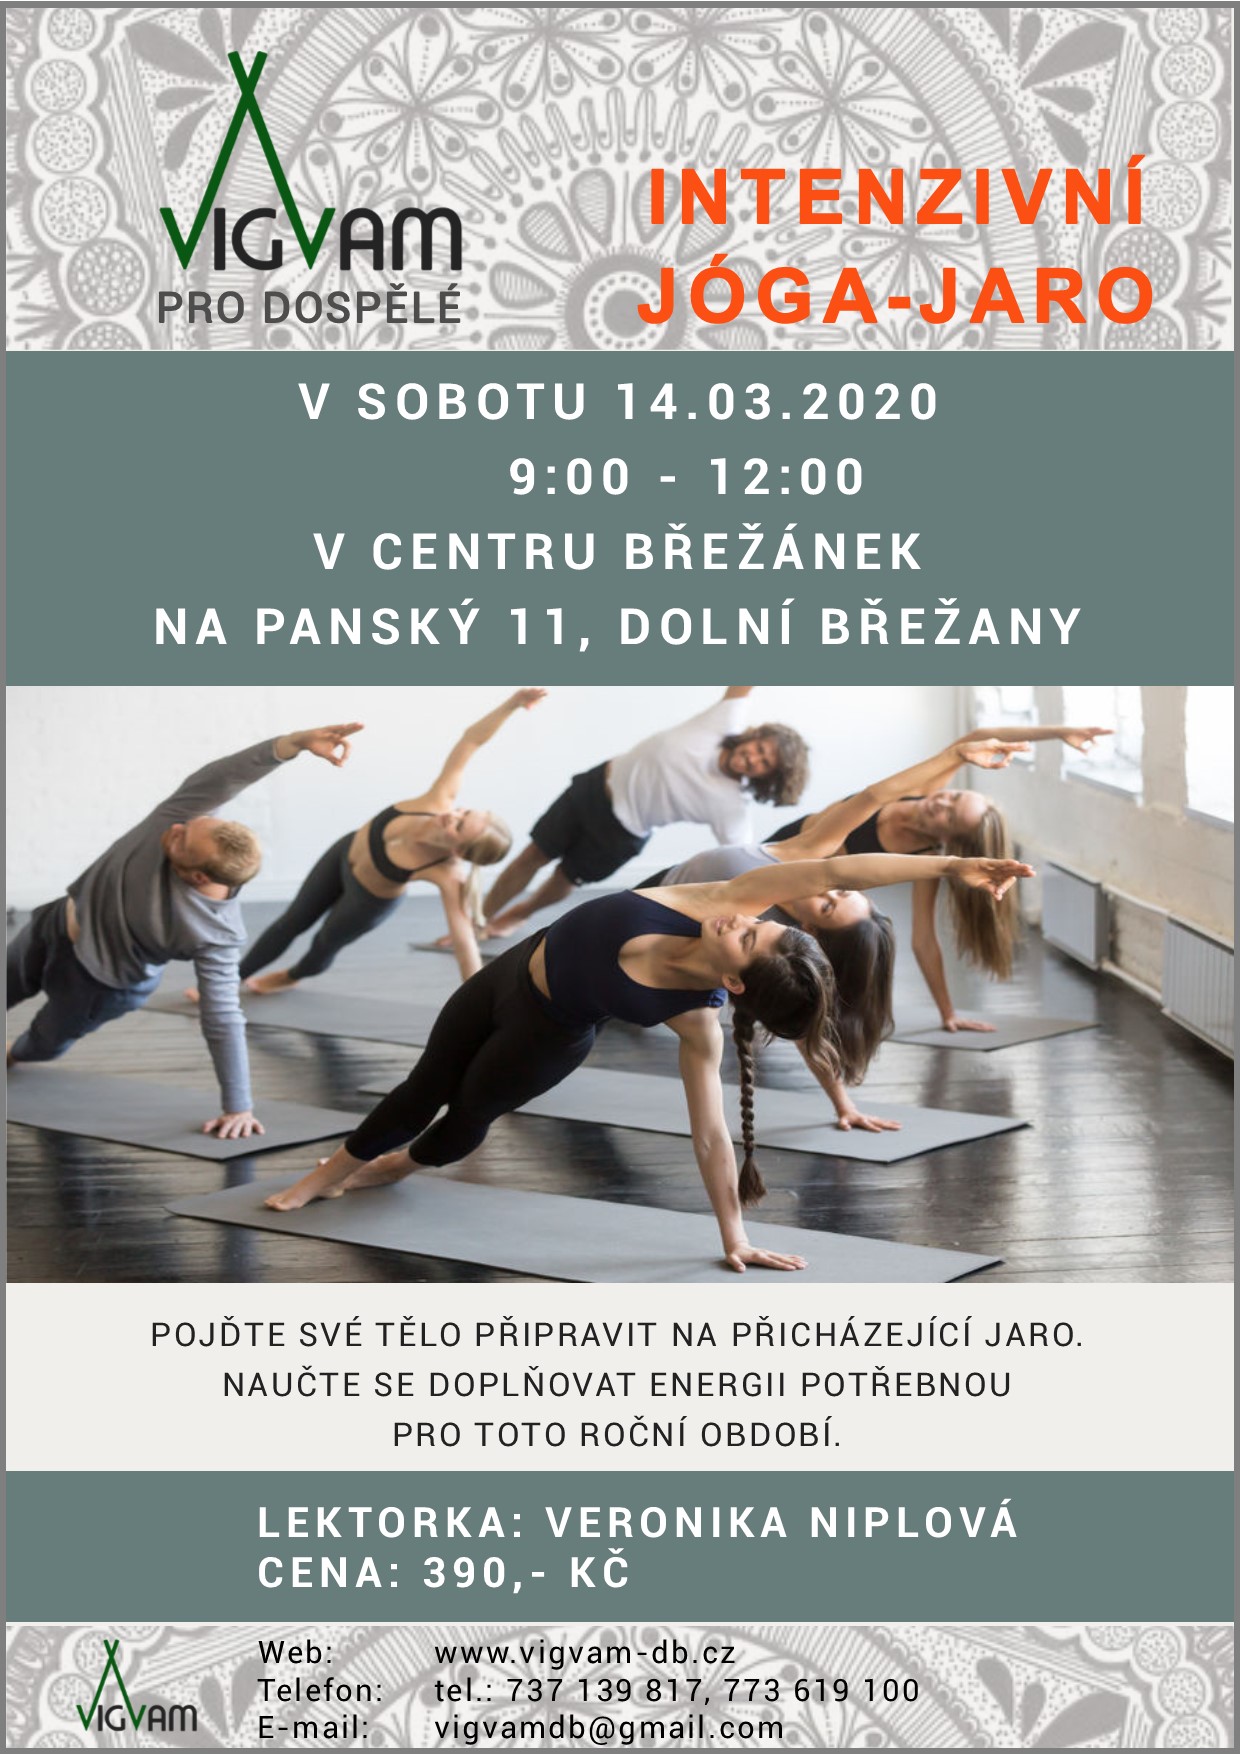 VIGVAM
PRO DOSPĚLÉ
INTENZIVNÍ
JÓGA-JARO
V SOBOTU 14.03.2020
9:00 - 12:00
V CENTRU BŘEŽÁNEK
NA PANSKÝ 11, DOLNÍ BŘEŽANY
POJĎTE SVÉ TĚLO PŘIPRAVIT NA PŘICHÁZEJÍCÍ JARO.
NAUČTE SE DOPLŇOVAT ENERGII POTŘEBNOU
PRO TOTO ROČNÍ OBDOBÍ.
LEKTORKA: VERONIKA NIPLOVÁ
CENA: 390,- KČ
VIGVAM
Web: www.vigvam-db.cz
Telefon: tel.: 737 139 817, 773 619 100
E-mail: vigvamdb@gmail.com